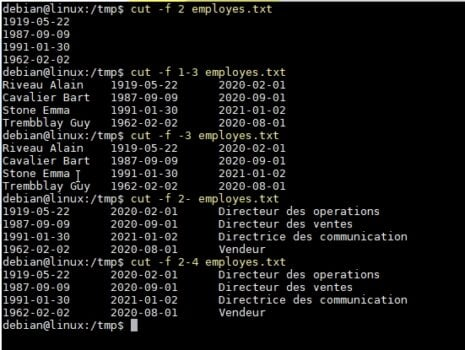 debian@linux:/tmp$ cut -f 2 employes.txt
1919-05-22
1987-09-09
1991-01-30
1962-02-02
debian@linux:/tmp$ cut -f 1-3 employes.txt
Riveau Alain 1919-05-22 2020-02-01
Cavalier Bart 1987-09-09 2020-02-01
Stone Emma 1991-01-30 2021-01-02
Trembblay Guy 1962-02-02 2020-08-01
debian@linux:/tmp$ cut -f -3 employes.txt
Riveau Alain 1919-05-22 2020-02-01
Cavalier Bart 1987-09-09 2020-02-01
Stone Emma 1991-01-30 2021-01-02
Trembblay Guy 1962-02-02 2020-08-01
debian@linux:/tmp$ cut -f 2- employes.txt
1919-05-22 2020-02-01 Directeur des operations
1987-09-09 2020-02-01 Directeur des ventes
1991-01-30 2021-01-02 Directrice des communication
1962-02-02 2020-08-01 Vendeur
debian@linux:/tmp$ cut -f 2-4 employes.txt
1919-05-22 2020-02-01 Directeur des operations
1987-09-09 2020-02-01 Directeur des ventes
1991-01-30 2021-01-02 Directrice des communication
1962-02-02 2020-08-01 Vendeur
debian@linux:/tmp$